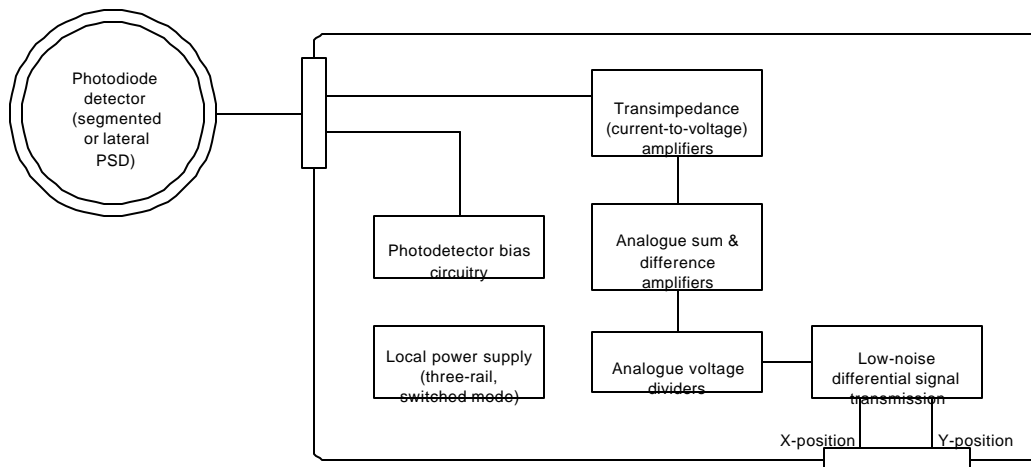 Photodiode
detector
(segmented
or lateral
PSD)
Transimpedance
(current-to-voltage)
amplifiers
Photodetector bias
circuitry
Analogue sum &
difference
amplifiers
Local power supply
(three-rail,
switched mode)
Analogue voltage
dividers
Low-noise
differential signal
transmission
X-position
Y-position